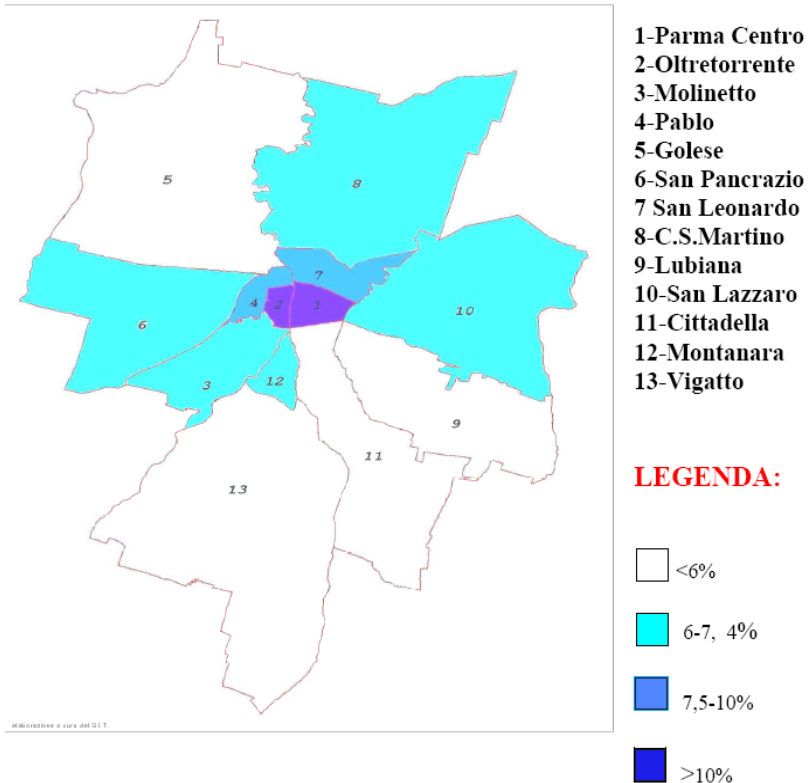 1-Parma Centro
2-Oltretorrente
3-Molinetto
4-Pablo
5-Golese
6-San Pancrazio
7 San Leonardo
8-C.S.Martino
9-Lubiana
10-San Lazzaro
11-Cittadella
12-Montanara
13-Vigatto
LEGENDA:
<6%
6-7, 4%
7,5-10%
>10%
5
8
7
4
2
1
10
6
3
12
9
11
13
elaborazione a cura del G.I.T.